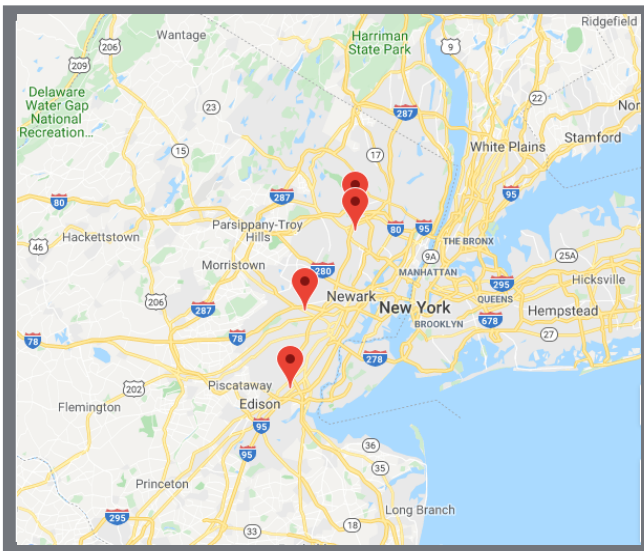 Ridgefield
Wantage
Harriman
State Park
9
206
209
Delaware
Water Gap
National
Recreation...
23
22
287
Nor
Stamford
White Plains
15
17
287
95
80
Parsippany-Troy
Hills
80
95
THE BRONX
46
Hackettstown
9A
25A
Morristown
280
MANHATTAN
295
Hicksville
206
Newark
New York
QUEENS
Hempstead
287
BROOKLYN
678
27
78
78
278
Piscataway
202
Flemington
Edison
95
95
36
35
Princeton
Long Branch
295
33
18